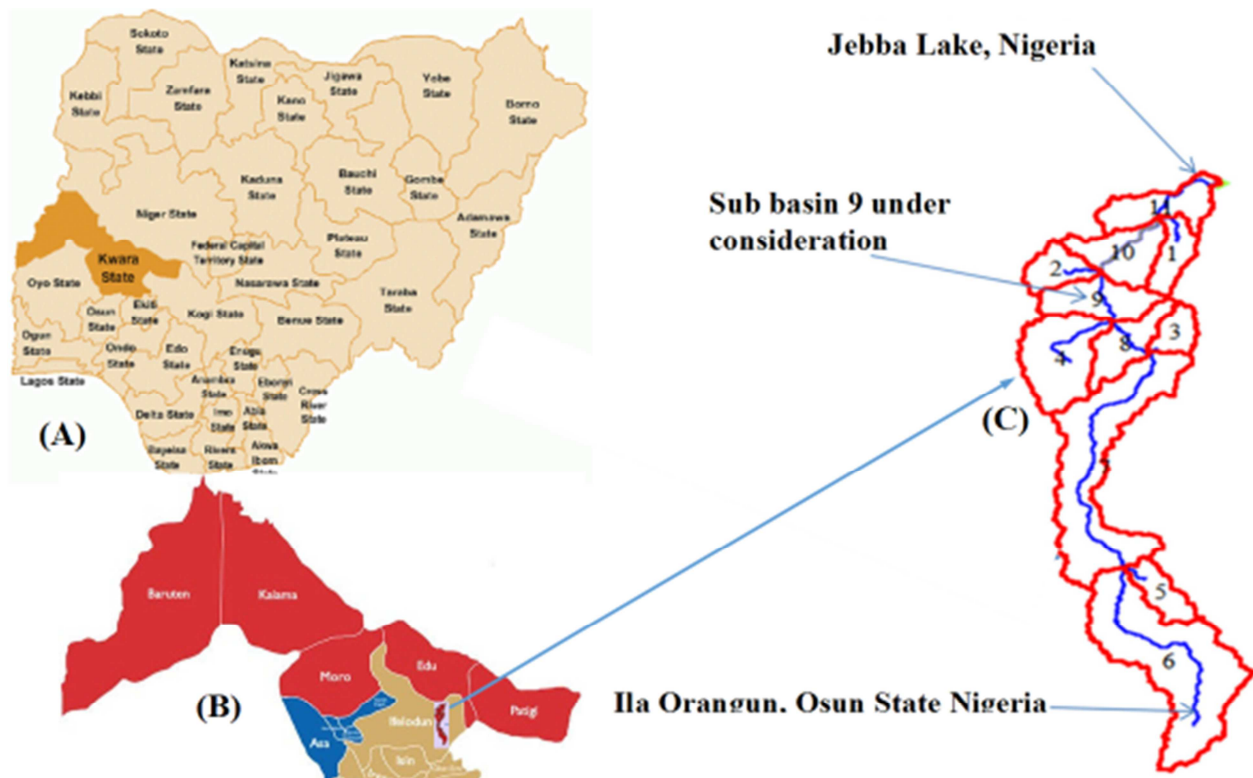 Sokoto
State
Kebbi
State
Zamfara
State
Katsina
State
Kano
State
Jigawa
State
Yobe
State
Borno
State
Bauchi
State
Gombe
State
Adamawa
State
Kaduna
State
Niger State
Plateau
State
Federal Capital
Territory State
Nasarawa State
Taraba
State
Kwara
State
Oyo State
Osun
State
Ekiti
State
Kogi State
Benue State
Ogun
State
Ondo
State
Edo
State
Enugu
State
Anambra
State
Ebonyi
State
Cross
River
State
Lagos State
Delta State
Imo
State
Abia
State
Bayelsa
State
Rivers
State
Akwa
Ibom
(A)
Baruten
Kaiama
Moro
Edu
Patigi
Asa
Ifelodun
Isin
(B)
Jebba Lake, Nigeria
Sub basin 9 under
consideration
11
10
1
2
9
3
8
4
(C)
7
5
6
Ila Orangun, Osun State Nigeria